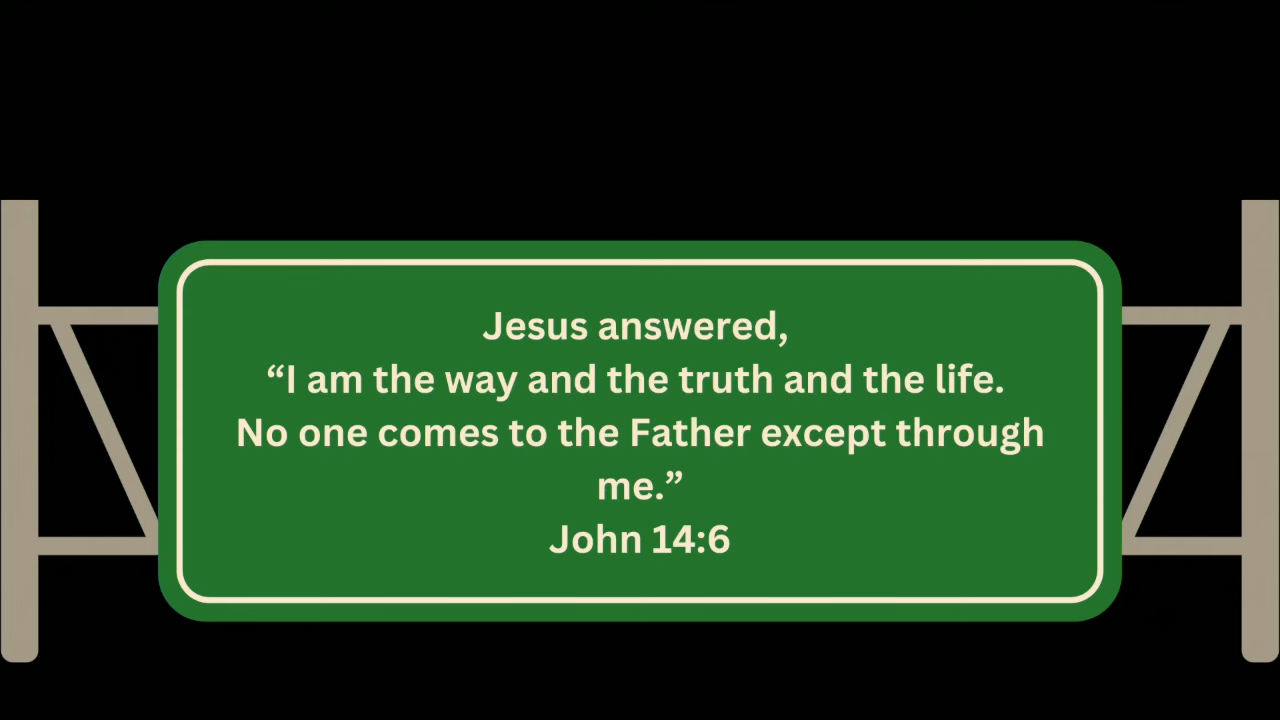 Jesus answered,
“I am the way and the truth and the life.
No one comes to the Father except through
me.”
John 14:6